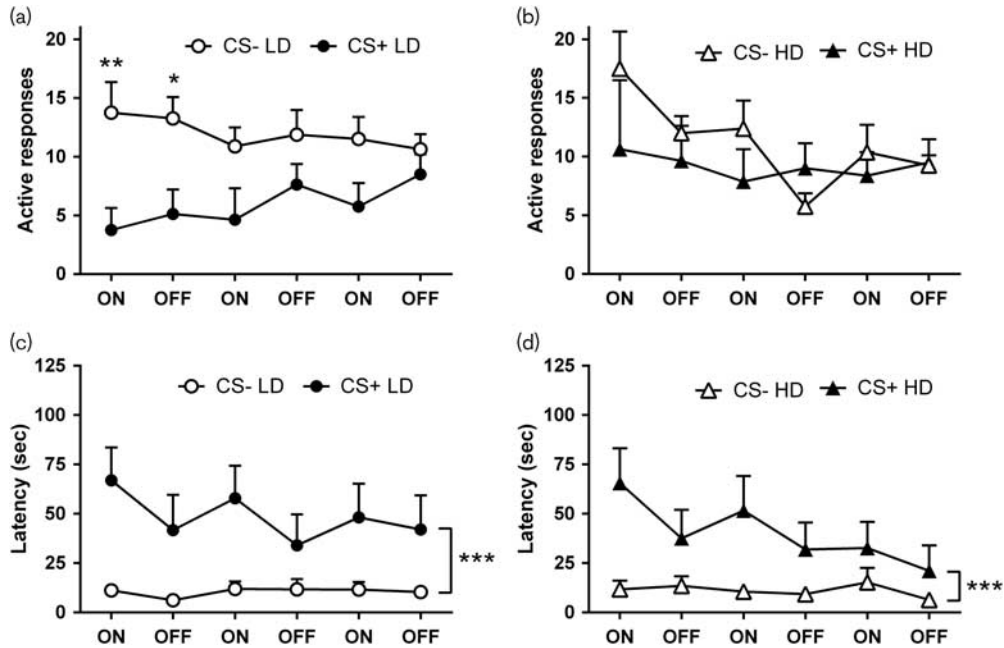 (a)
CS- LD CS+ LD
Active responses
20
15
10
5
0
** *
ON OFF ON OFF ON OFF
(b)
CS- HD CS+ HD
Active responses
20
15
10
5
0
ON OFF ON OFF ON OFF
(c)
CS- LD CS+ LD
Latency (sec)
125
100
75
50
25
0
***
ON OFF ON OFF ON OFF
(d)
CS- HD CS+ HD
Latency (sec)
125
100
75
50
25
0
***
ON OFF ON OFF ON OFF